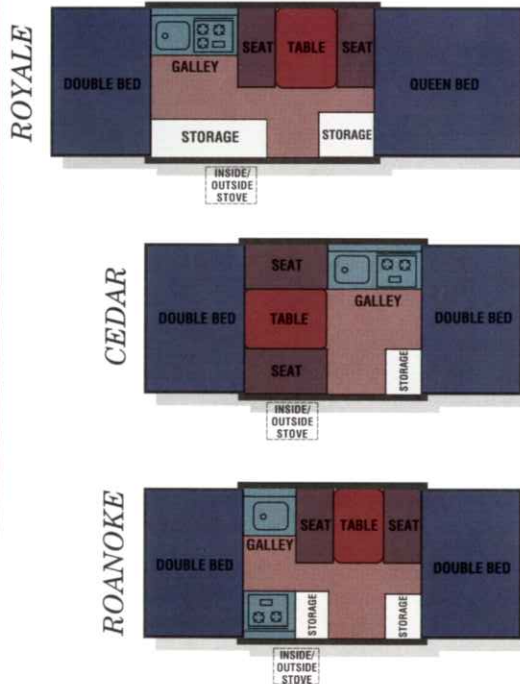 ROYALE
DOUBLE BED
GALLEY
SEAT
TABLE
SEAT
QUEEN BED
STORAGE
STORAGE
INSIDE/
OUTSIDE
STOVE
CEDAR
DOUBLE BED
SEAT
TABLE
SEAT
GALLEY
STORAGE
DOUBLE BED
INSIDE/
OUTSIDE
STOVE
ROANOKE
DOUBLE BED
GALLEY
SEAT
TABLE
SEAT
STORAGE
STORAGE
DOUBLE BED
INSIDE/
OUTSIDE
STOVE